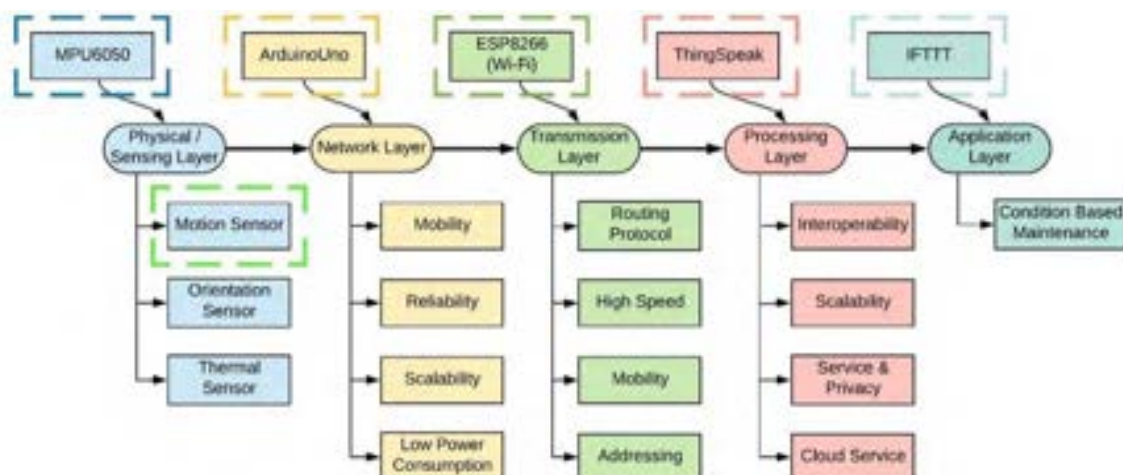 MPU6050
ArduinoUno
ESP8266
(Wi-Fi)
ThingSpeak
IFTTT
Physical /
Sensing Layer
Network Layer
Transmission
Layer
Processing
Layer
Application
Layer
Motion Sensor
Orientation
Sensor
Thermal
Sensor
Mobility
Reliability
Scalability
Low Power
Consumption
Routing
Protocol
High Speed
Mobility
Addressing
Interoperability
Scalability
Service &
Privacy
Cloud Service
Condition Based
Maintenance